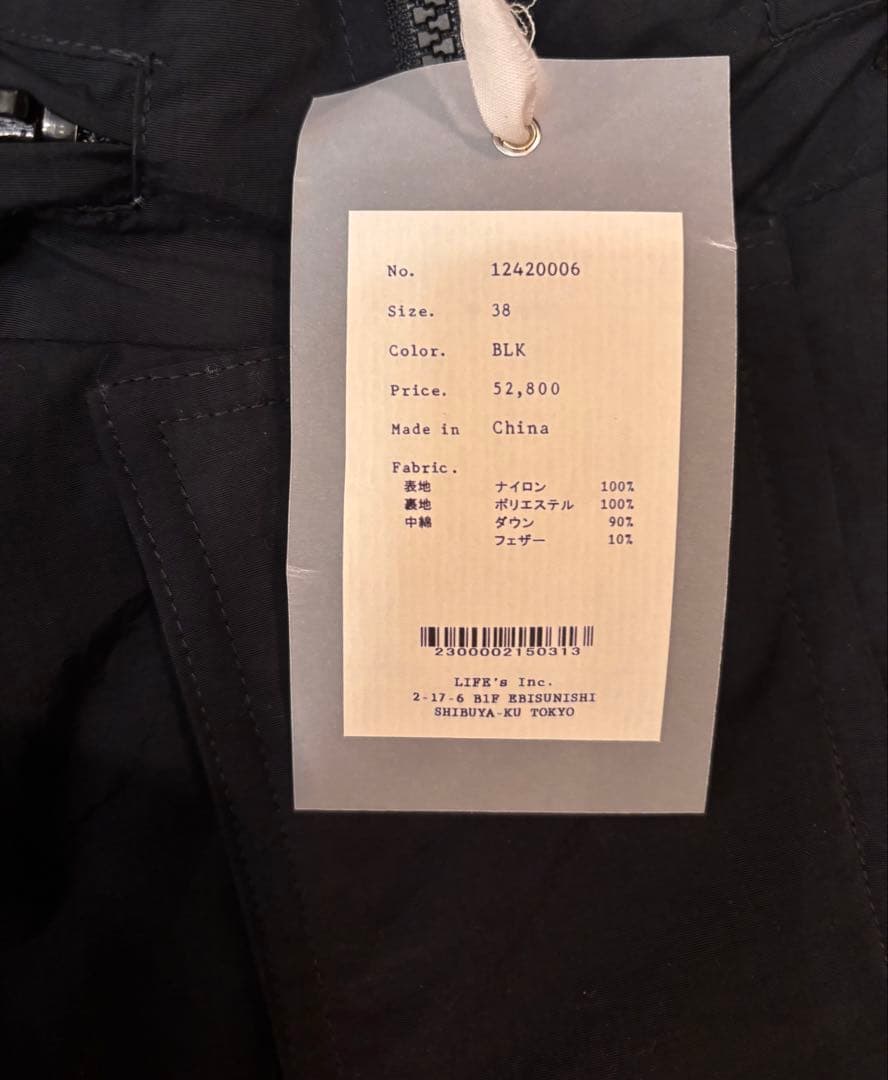 No. 12420006
Size. 38
Color. BLK
Price. 52,800
Made in China
Fabric.
表地 ナイロン 100%
裏地 ポリエステル 100%
中綿 ダウン 90%
フェザー 10%
2300002150313
LIFE's Inc.
2-17-6 B1F EBISUNISHI
SHIBUYA-KU TOKYO